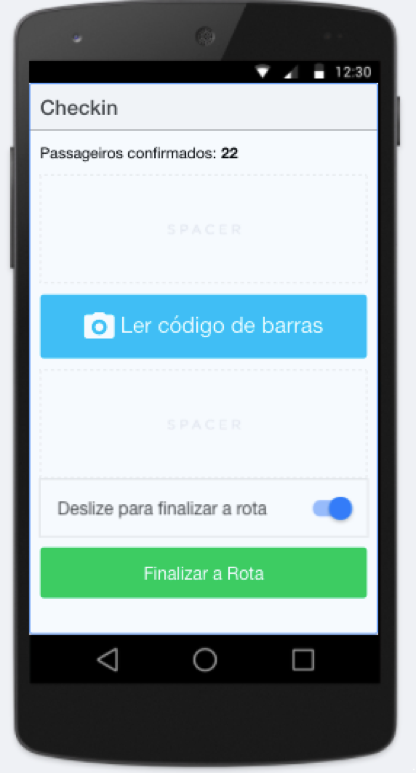 12:30
Checkin
Passageiros confirmados: 22
SPACER
Ler código de barras
SPACER
Deslize para finalizar a rota
Finalizar a Rota